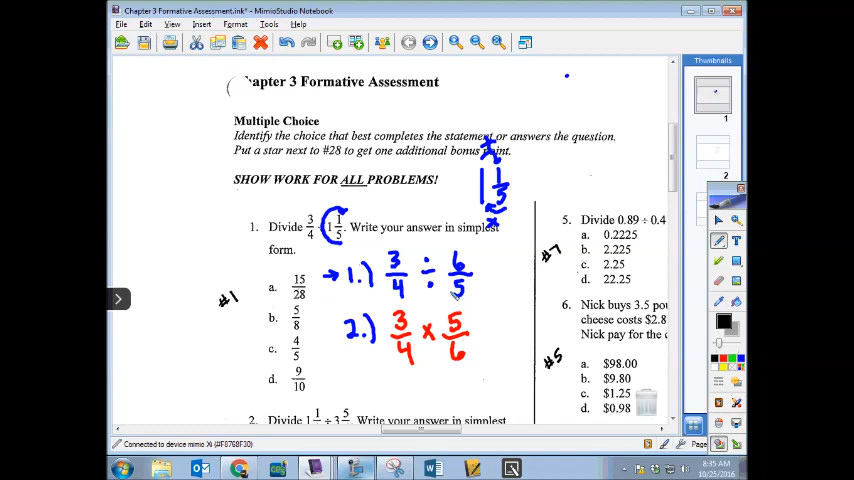 Chapter 3 Formative Assessment.ink* - MimioStudio Notebook
File Edit View Insert Format Tools Help
Chapter 3 Formative Assessment
Multiple Choice
Identify the choice that best completes the statement or answers the question.
Put a star next to #28 to get one additional bonus point.
SHOW WORK FOR ALL PROBLEMS!
1 1/5
x
1. Divide 3/4 ÷ 1 1/5. Write your answer in simplest
form.
→ 1.) 3/4 ÷ 6/5
2.) 3/4 x 5/6
#1
a. 15/28
b. 5/8
c. 4/5
d. 9/10
2. Divide 1 1/ ÷ 3 5/ . Write your answer in simplest
5. Divide 0.89 ÷ 0.4
#7
a. 0.2225
b. 2.225
c. 2.25
d. 22.25
6. Nick buys 3.5 pou
cheese costs $2.8
Nick pay for the c
#5
a. $98.00
b. $9.80
c. $1.25
d. $0.98
Thumbnails
1
2
T
Connected to device mimio Xi (#F8768F30)
Page
8:35 AM
10/25/2016